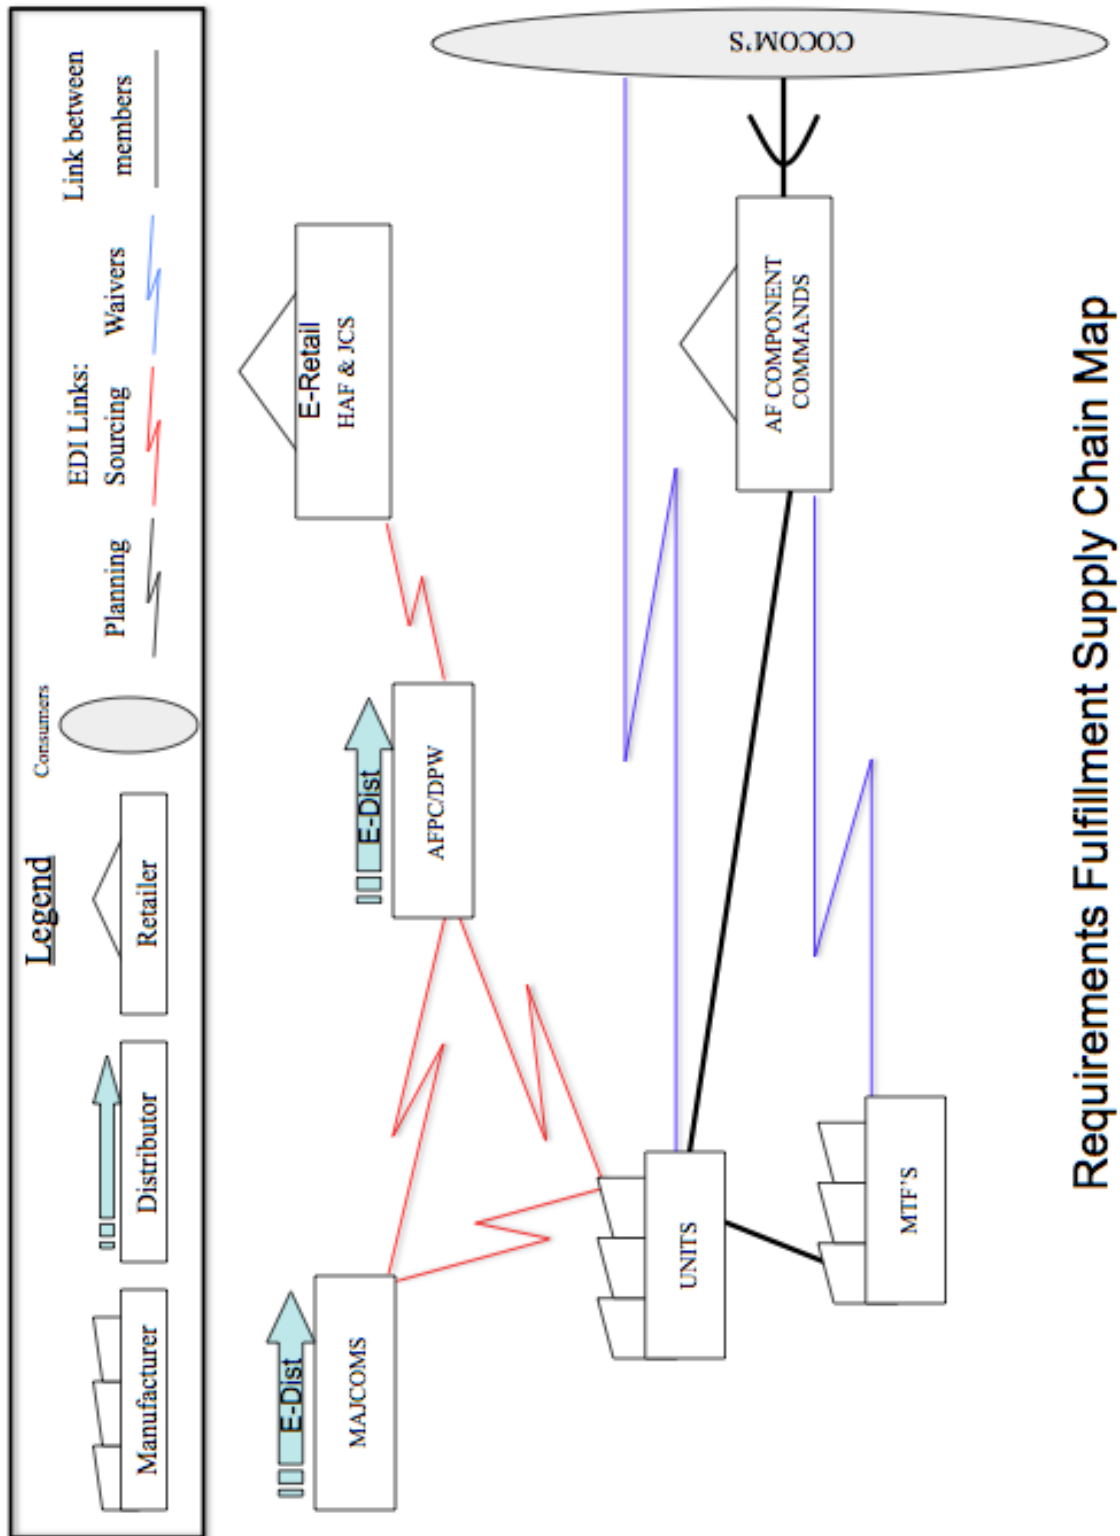 Legend
Manufacturer
Distributor
Retailer
Consumers
EDI Links:
Planning
Sourcing
Waivers
Link between
members
E-Dist
MAJCOMS
E-Dist
AFPC/DPW
E-Retail
HAF & JCS
UNITS
MTF'S
AF COMPONENT
COMMANDS
COCOM'S
Requirements Fulfillment Supply Chain Map